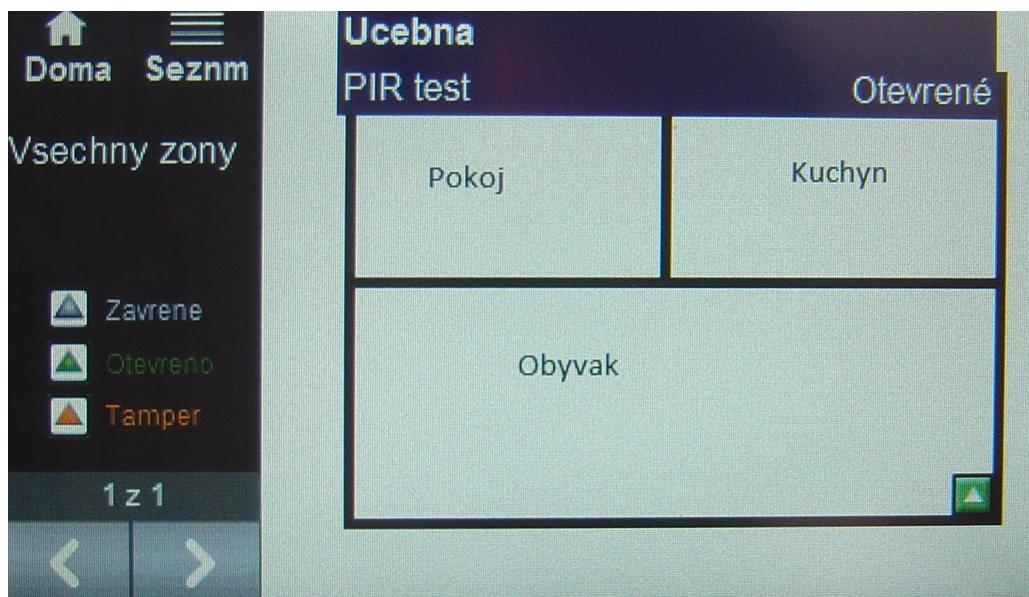 Doma Seznm
Vsechny zony
Zavrene
Otevreno
Tamper
1 z 1
Ucebna
PIR test Otevrené
Pokoj Kuchyn
Obyvak